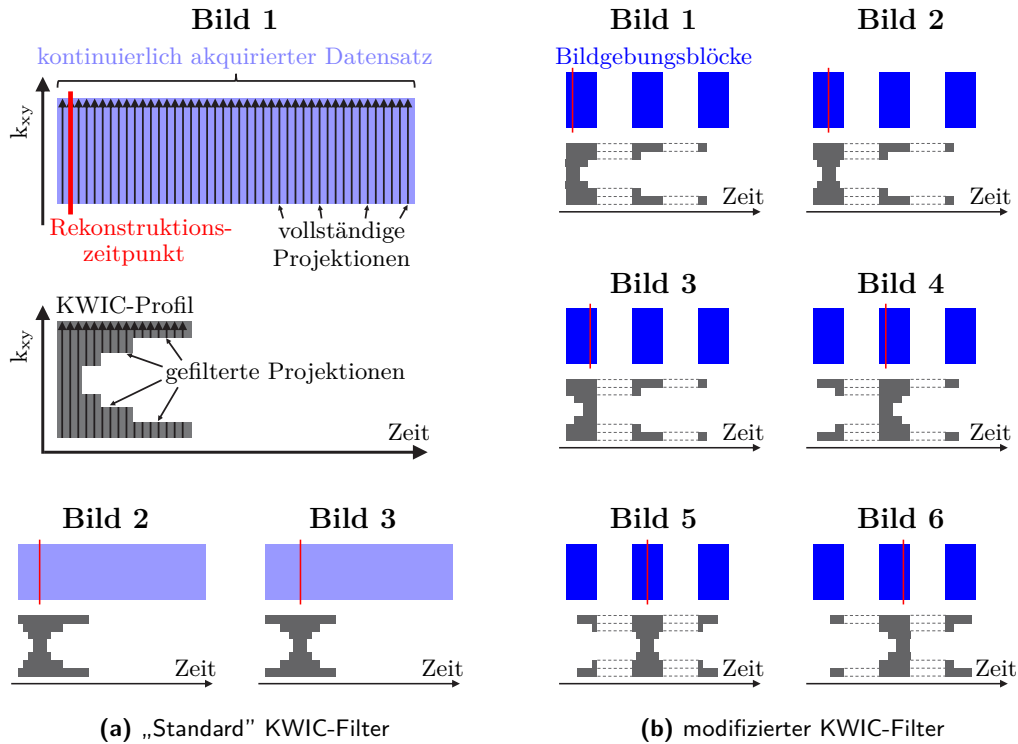 Bild 1
kontinuierlich akquirierter Datensatz
k_xy
Rekonstruktions-
zeitpunkt
vollständige
Projektionen
KWIC-Profil
k_xy
gefilterte Projektionen
Zeit
Bild 2
Zeit
Bild 3
Zeit
(a) „Standard” KWIC-Filter
Bild 1
Bildgebungsblöcke
Zeit
Bild 2
Zeit
Bild 3
Zeit
Bild 4
Zeit
Bild 5
Zeit
Bild 6
Zeit
(b) modifizierter KWIC-Filter